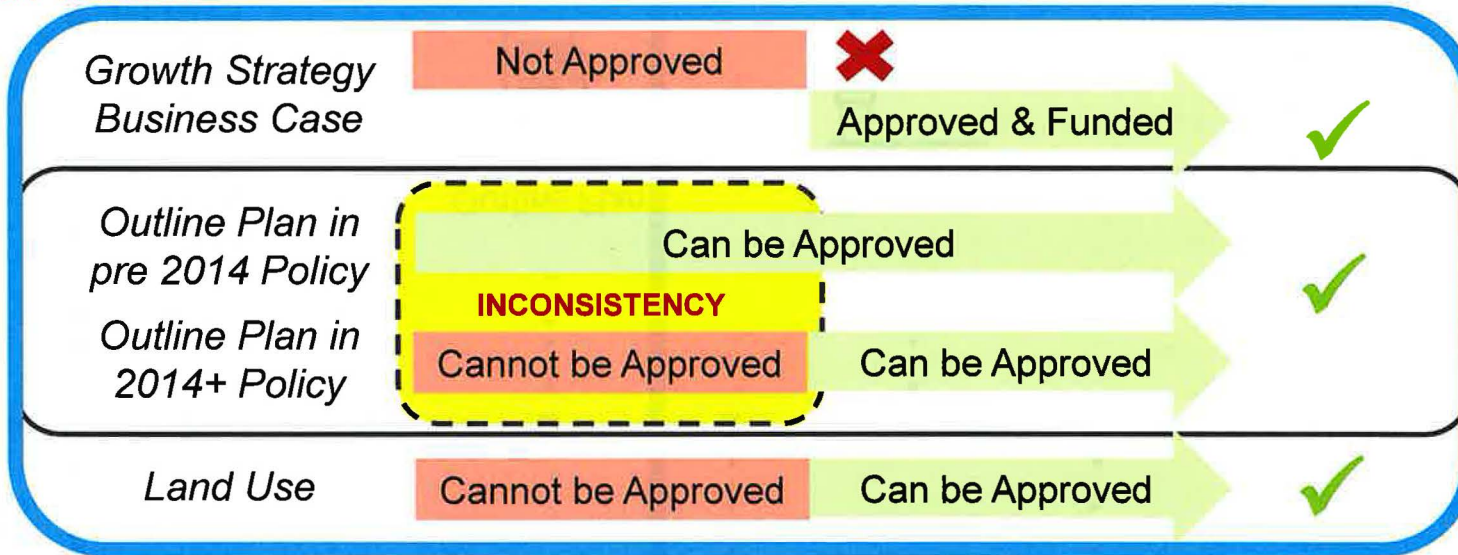 Growth Strategy
Business Case
Not Approved
Approved & Funded
Outline Plan in
pre 2014 Policy
Can be Approved
INCONSISTENCY
Outline Plan in
2014+ Policy
Cannot be Approved
Can be Approved
Land Use
Cannot be Approved
Can be Approved